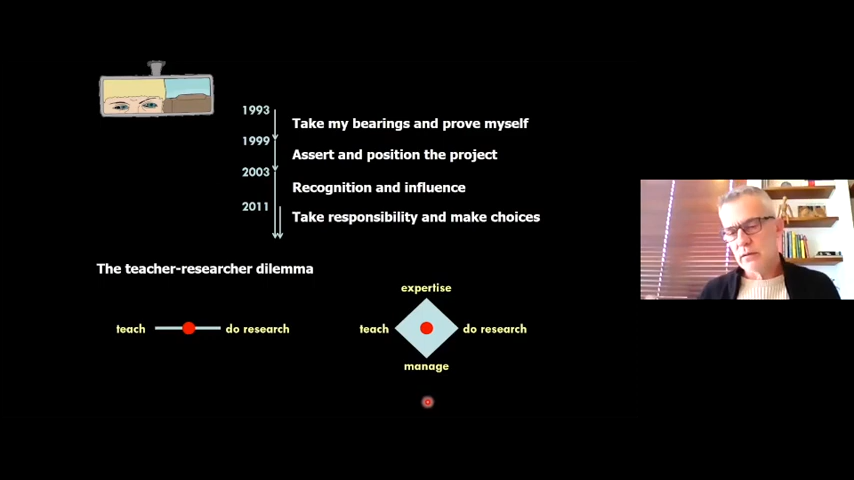 1993
Take my bearings and prove myself
1999
Assert and position the project
2003
Recognition and influence
2011
Take responsibility and make choices
The teacher-researcher dilemma
expertise
teach do research teach do research
manage